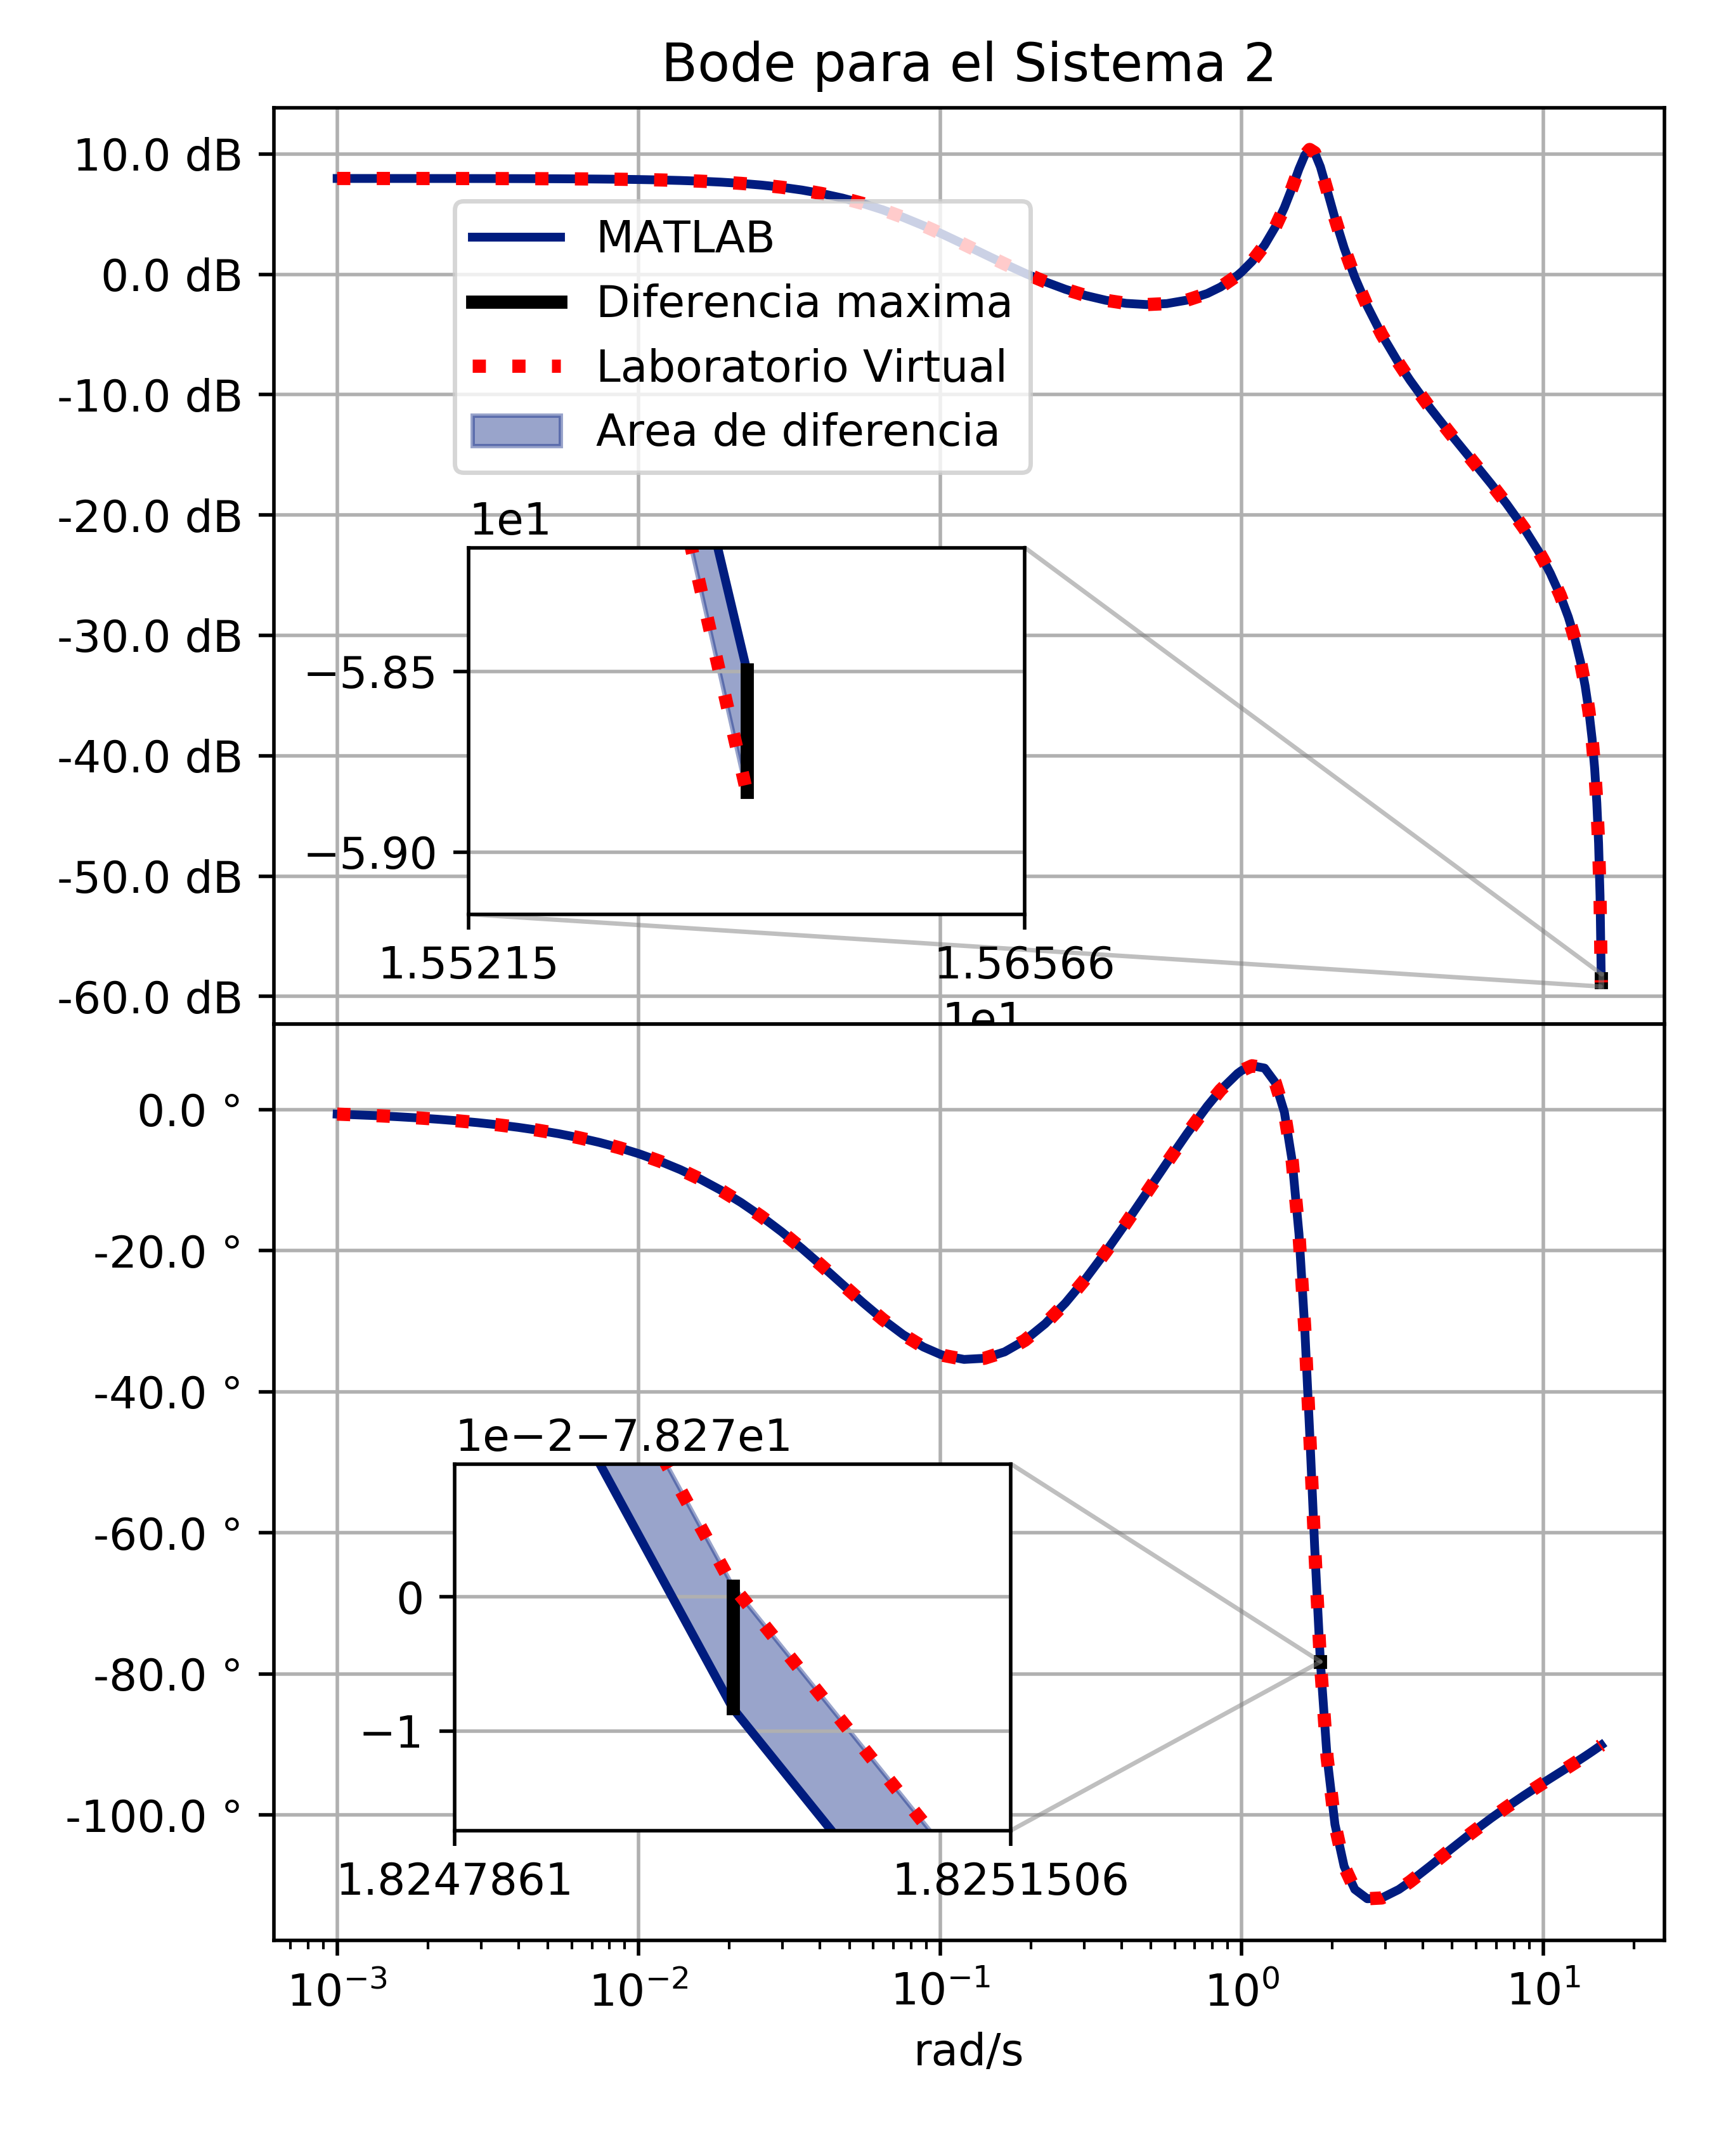 Bode para el Sistema 2
10.0 dB
0.0 dB
-10.0 dB
-20.0 dB
-30.0 dB
-40.0 dB
-50.0 dB
-60.0 dB
MATLAB
Diferencia maxima
Laboratorio Virtual
Area de diferencia
1e1
−5.85
−5.90
1.55215 1.56566
1e1
0.0 °
-20.0 °
-40.0 °
-60.0 °
-80.0 °
-100.0 °
1e−2−7.827e1
0
−1
1.8247861 1.8251506
10⁻³ 10⁻² 10⁻¹ 10⁰ 10¹
rad/s